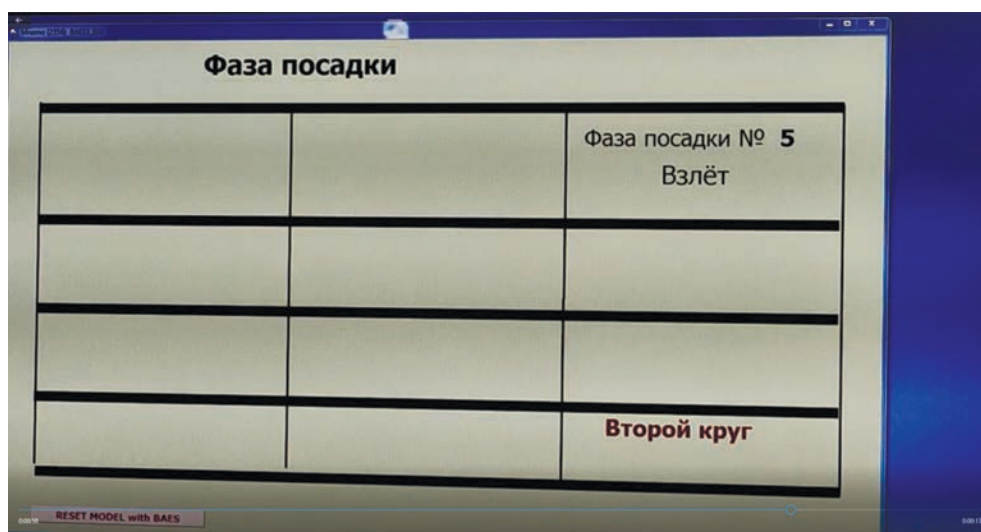 Фаза посадки
Фаза посадки № 5
Взлёт
Второй круг
RESET MODEL with BAES